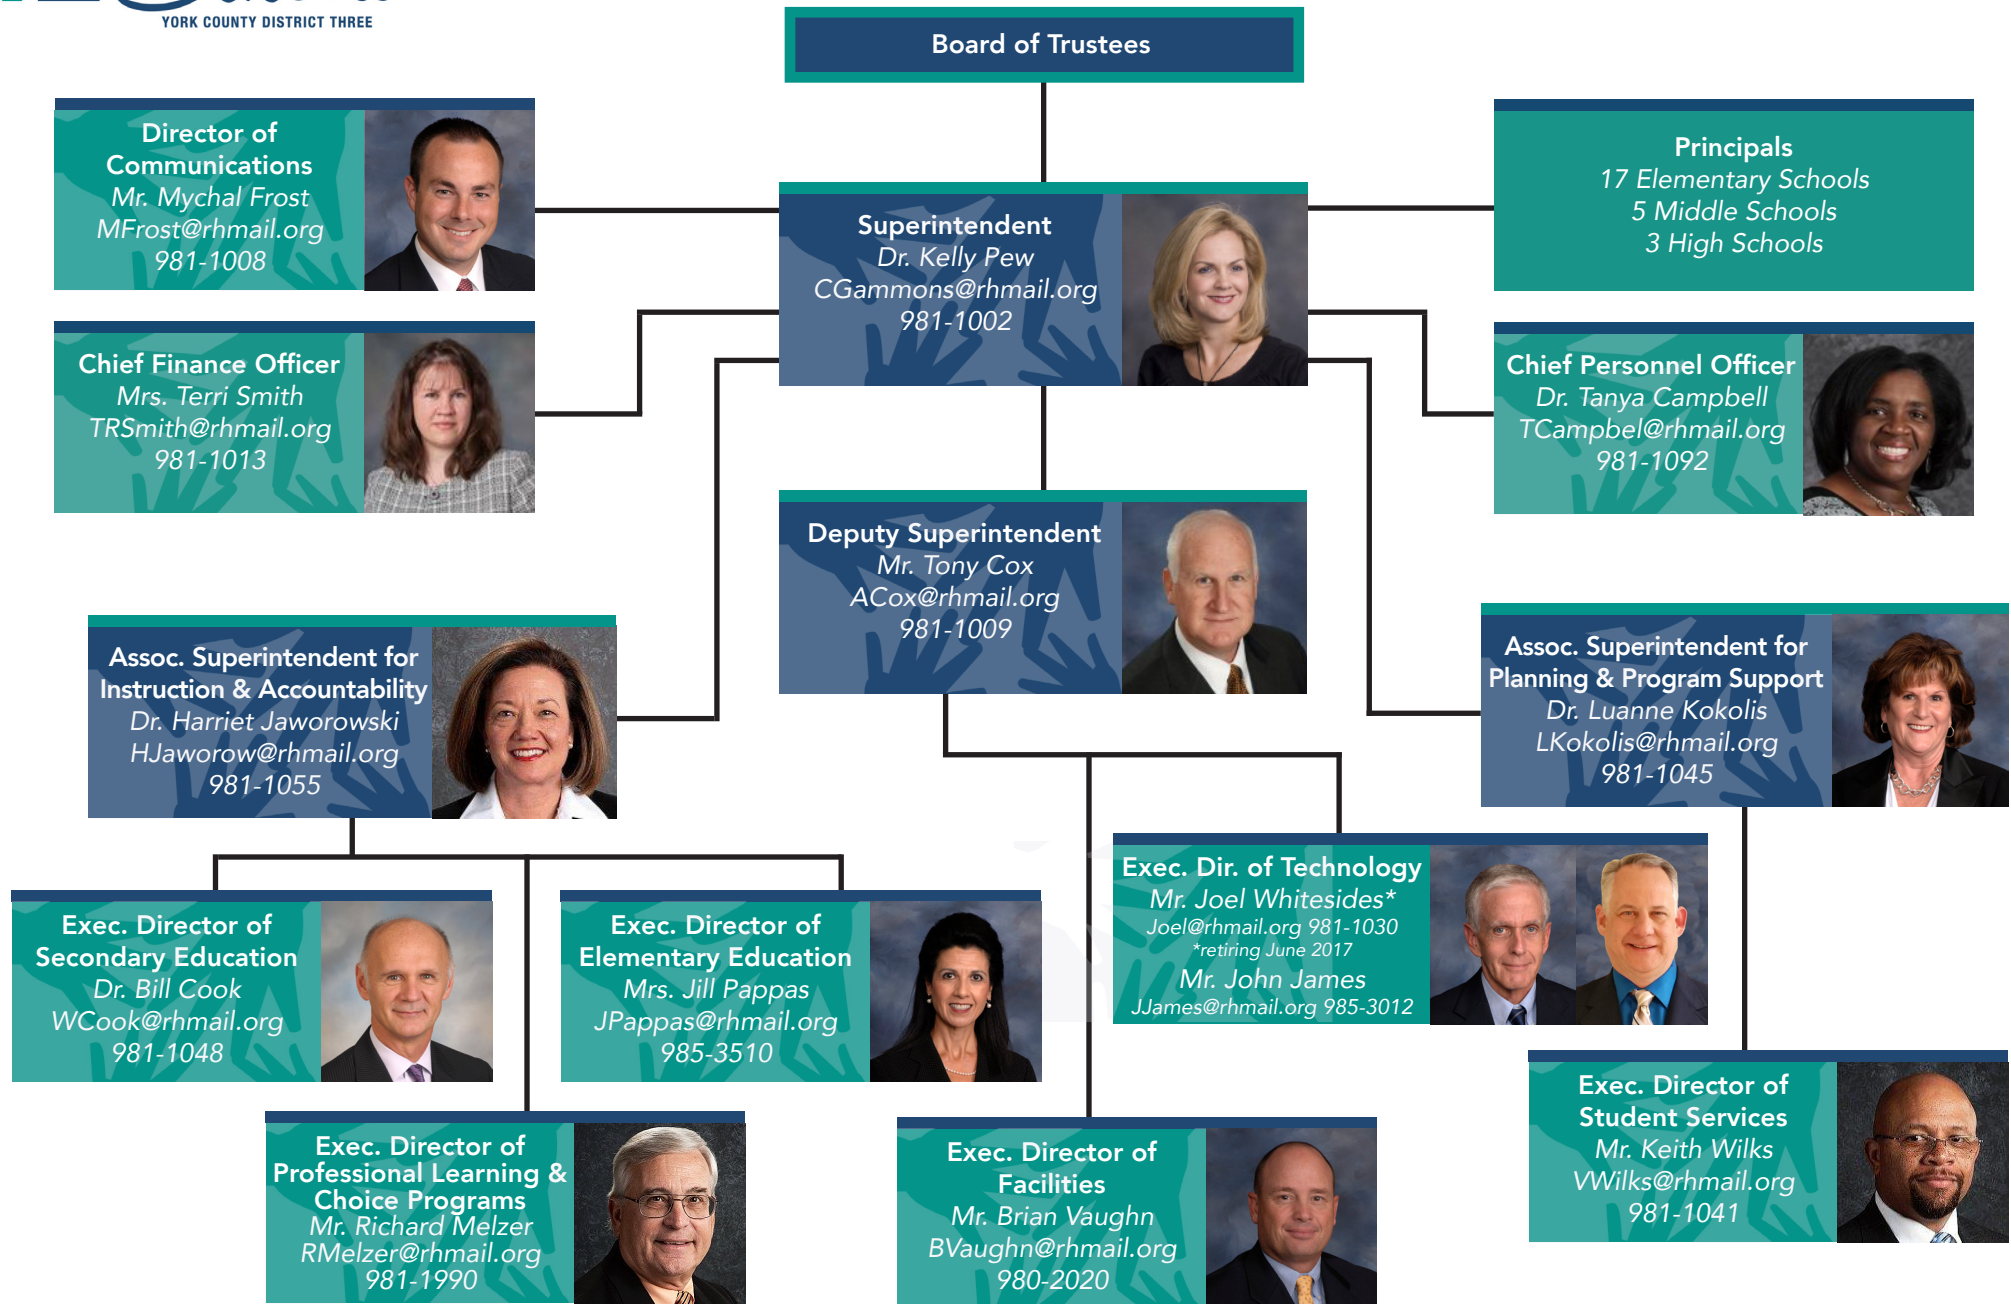 YORK COUNTY DISTRICT THREE
Board of Trustees
Director of
Communications
Mr. Mychal Frost
MFrost@rhmail.org
981-1008
Superintendent
Dr. Kelly Pew
CGammons@rhmail.org
981-1002
Principals
17 Elementary Schools
5 Middle Schools
3 High Schools
Chief Finance Officer
Mrs. Terri Smith
TRSmith@rhmail.org
981-1013
Chief Personnel Officer
Dr. Tanya Campbell
TCampbel@rhmail.org
981-1092
Deputy Superintendent
Mr. Tony Cox
ACox@rhmail.org
981-1009
Assoc. Superintendent for
Instruction & Accountability
Dr. Harriet Jaworowski
HJaworow@rhmail.org
981-1055
Assoc. Superintendent for
Planning & Program Support
Dr. Luanne Kokolis
LKokolis@rhmail.org
981-1045
Exec. Director of
Secondary Education
Dr. Bill Cook
WCook@rhmail.org
981-1048
Exec. Director of
Elementary Education
Mrs. Jill Pappas
JPappas@rhmail.org
985-3510
Exec. Dir. of Technology
Mr. Joel Whitesides*
Joel@rhmail.org 981-1030
*retiring June 2017
Mr. John James
JJames@rhmail.org 985-3012
Exec. Director of
Professional Learning &
Choice Programs
Mr. Richard Melzer
RMelzer@rhmail.org
981-1990
Exec. Director of
Facilities
Mr. Brian Vaughn
BVaughn@rhmail.org
980-2020
Exec. Director of
Student Services
Mr. Keith Wilks
VWilks@rhmail.org
981-1041